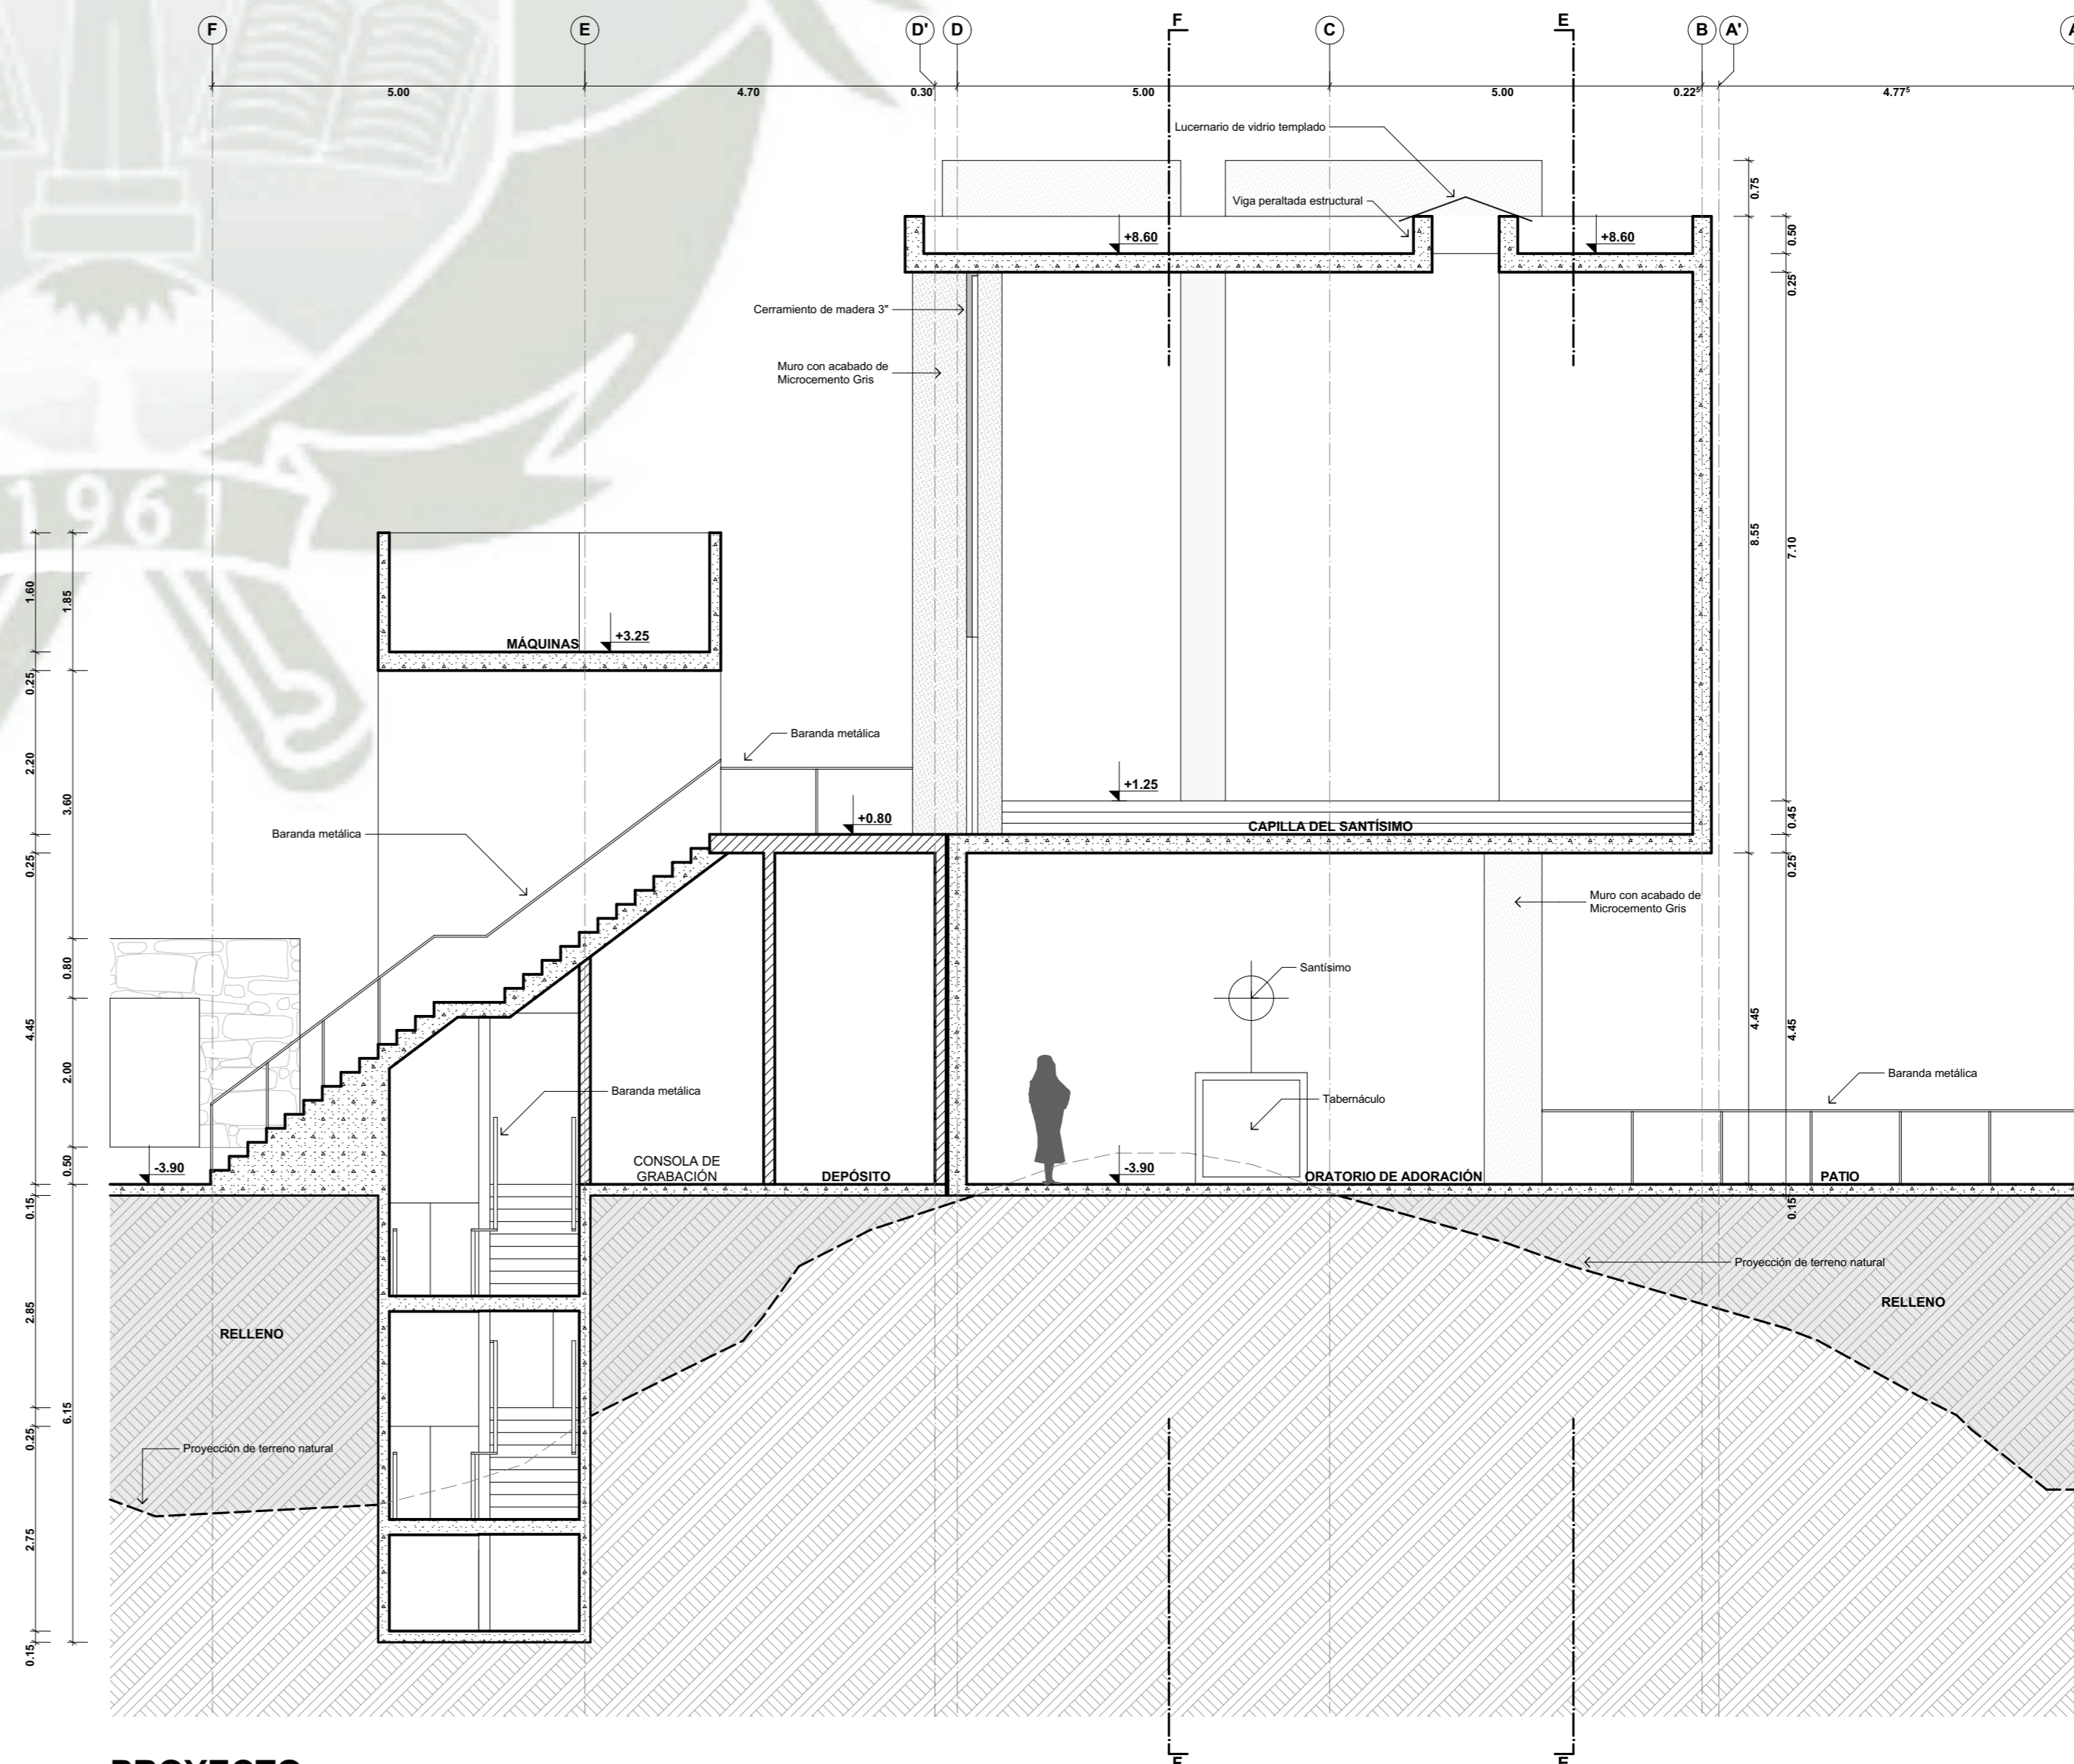 F
E
D'
D
F
C
E
B
A'
5.00
4.70
0.30
5.00
5.00
0.22⁵
4.77⁵
Lucernario de vidrio templado
Viga peraltada estructural
+8.60
+8.60
0.75
0.50
0.25
Cerramiento de madera 3"
Muro con acabado de
Microcemento Gris
1961
8.55
7.10
1.60
1.85
MÁQUINAS
+3.25
0.25
2.20
3.60
Baranda metálica
Baranda metálica
+0.80
+1.25
CAPILLA DEL SANTÍSIMO
0.45
0.25
0.25
Muro con acabado de
Microcemento Gris
0.80
4.45
2.00
0.50
Santísimo
4.45
4.45
Baranda metálica
Baranda metálica
Tabernáculo
-3.90
CONSOLA DE
GRABACIÓN
DEPÓSITO
-3.90
ORATORIO DE ADORACIÓN
PATIO
0.15
0.15
Proyección de terreno natural
RELLENO
RELLENO
2.85
6.15
0.25
Proyección de terreno natural
2.75
0.15
F
E
PROYECTO